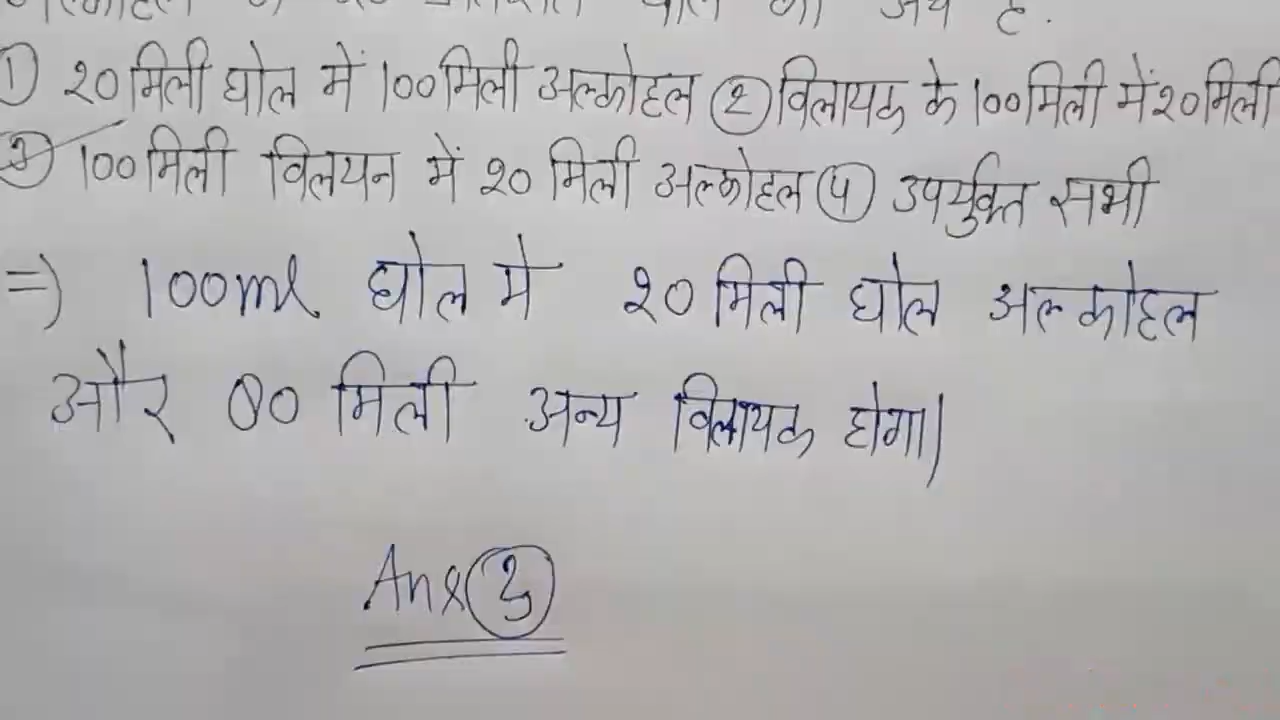 ① २० मिली घोल में 100 मिली अल्कोहल ② विलायक के 100 मिली में २० मिली
③ 100 मिली विलयन में २० मिली अल्कोहल ④ उपर्युक्त सभी
=> 100ml घोल मे २० मिली घोल अल्कोहल
और 80 मिली अन्य विलायक होगा।
Ans ③